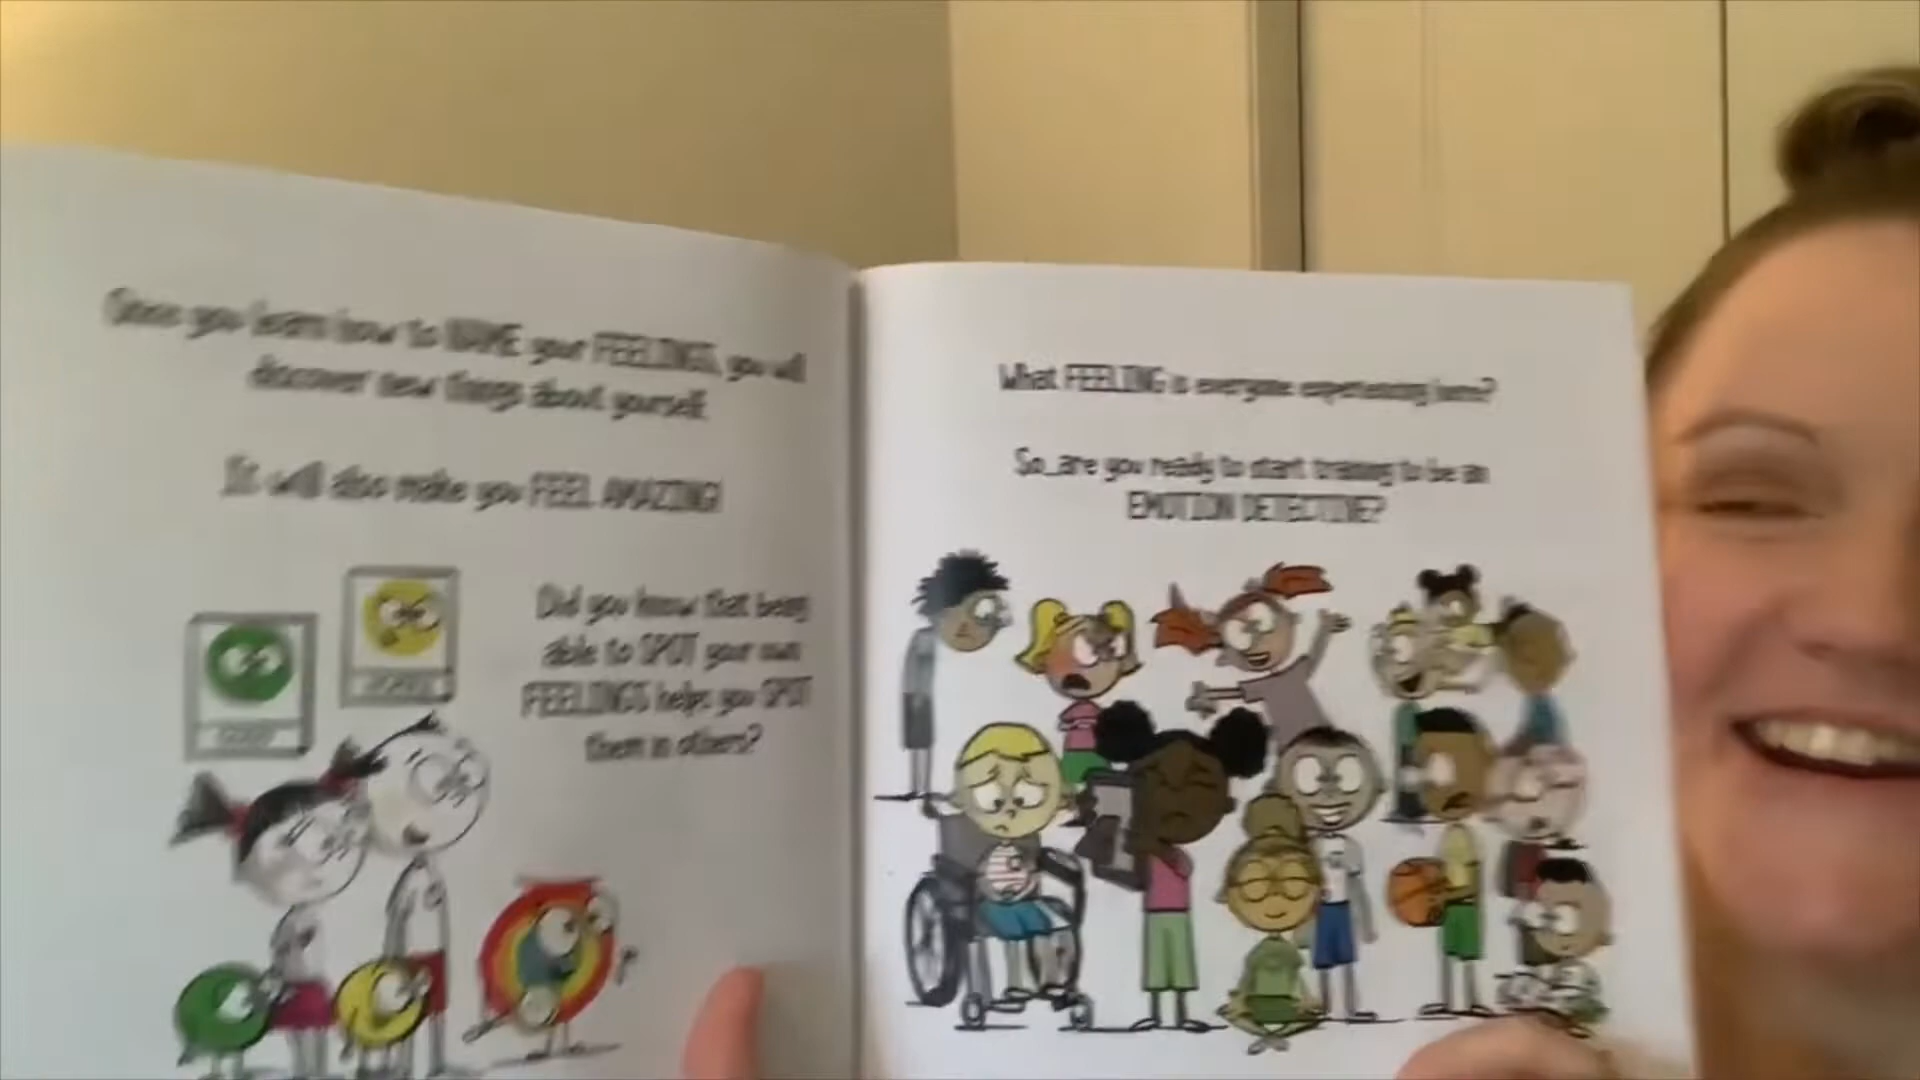 Once you learn how to NAME your FEELINGS, you will
discover new things about yourself.
It will also make you FEEL AMAZING!
Did you know that being
able to SPOT your own
FEELINGS helps you SPOT
them in others?
What FEELING is everyone experiencing here?
So...are you ready to start training to be an
EMOTION DETECTIVE?